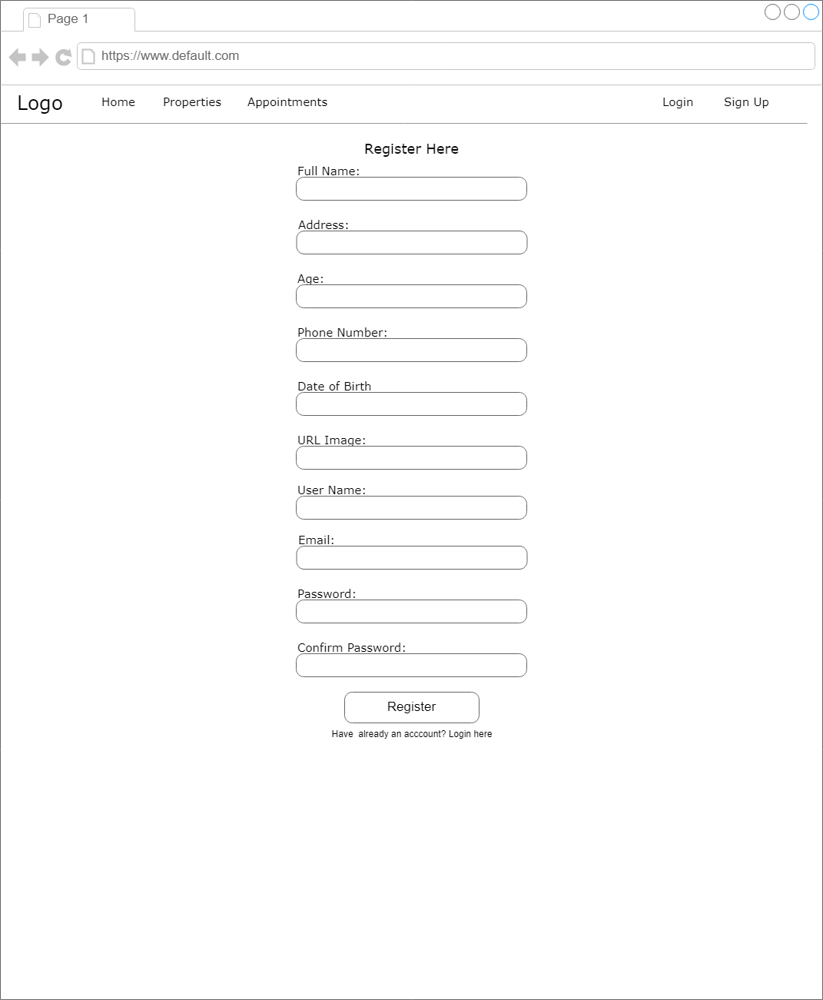 Page 1
https://www.default.com
Logo Home Properties Appointments Login Sign Up
Register Here
Full Name:
Address:
Age:
Phone Number:
Date of Birth
URL Image:
User Name:
Email:
Password:
Confirm Password:
Register
Have  already an acccount? Login here